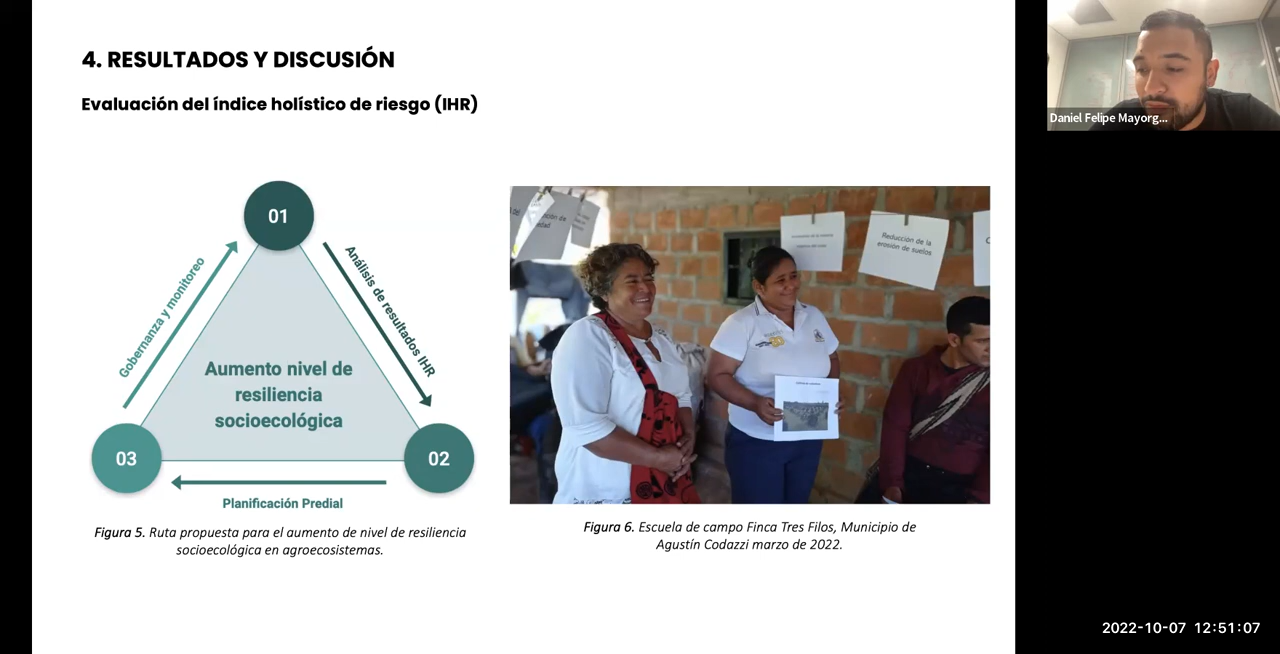 4. RESULTADOS Y DISCUSIÓN
Evaluación del índice holístico de riesgo (IHR)
01
Gobernanza y monitoreo
Análisis de resultados IHR
Aumento nivel de
resiliencia
socioecológica
03
02
Planificación Predial
Figura 5. Ruta propuesta para el aumento de nivel de resiliencia
socioecológica en agroecosistemas.
Reducción de la
erosión de suelos
Figura 6. Escuela de campo Finca Tres Filos, Municipio de
Agustín Codazzi marzo de 2022.
Daniel Felipe Mayorg...
2022-10-07 12:51:07